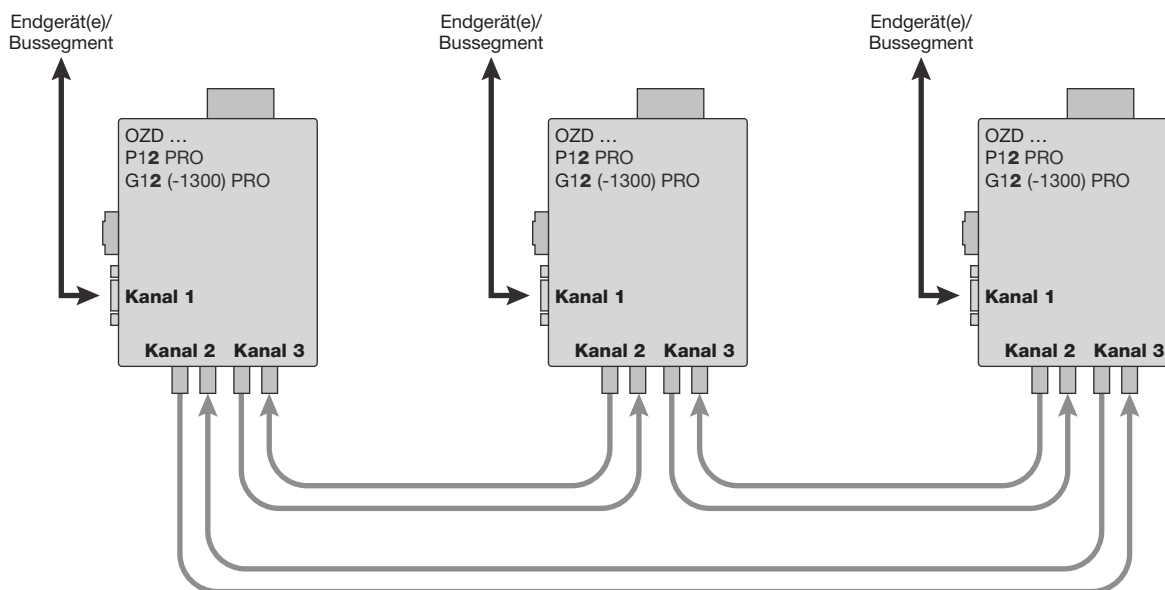 Endgerät(e)/
Bussegment
Endgerät(e)/
Bussegment
Endgerät(e)/
Bussegment
OZD ...
P12 PRO
G12 (-1300) PRO
Kanal 1
Kanal 2 Kanal 3
OZD ...
P12 PRO
G12 (-1300) PRO
Kanal 1
Kanal 2 Kanal 3
OZD ...
P12 PRO
G12 (-1300) PRO
Kanal 1
Kanal 2 Kanal 3